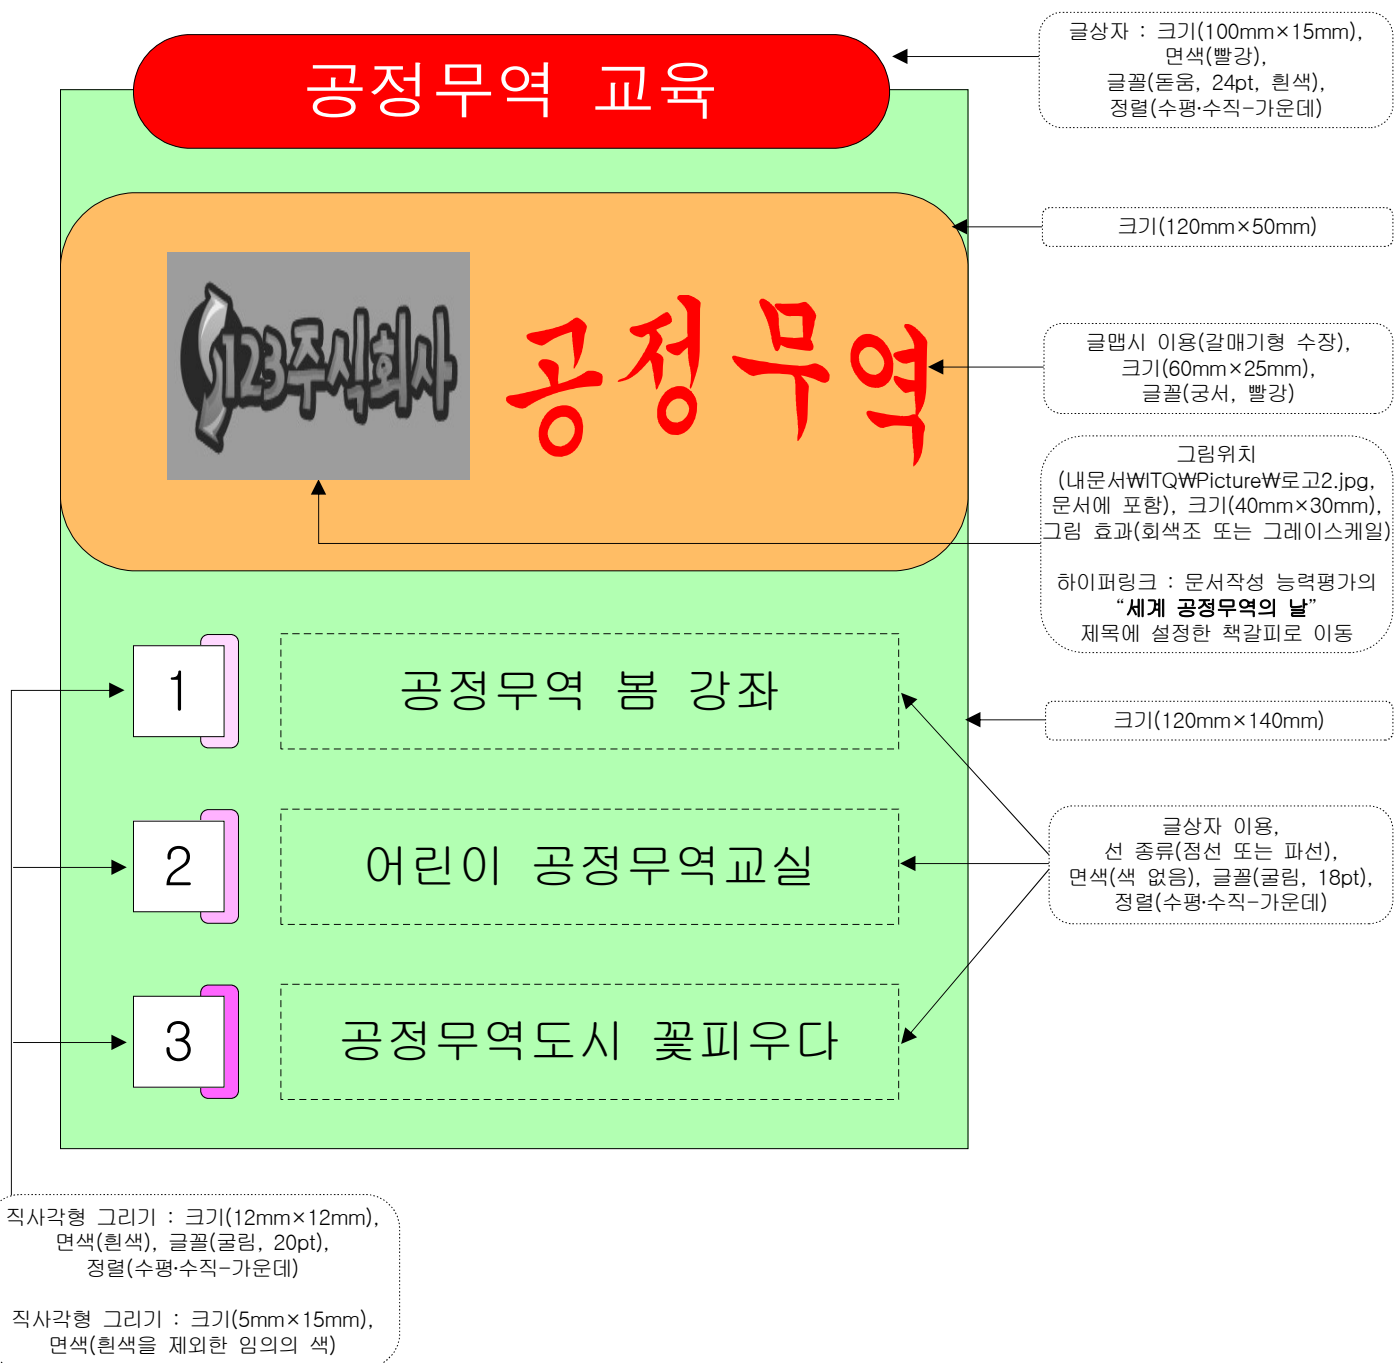 공정무역 교육
글상자 : 크기(100mm×15mm),
면색(빨강),
글꼴(돋움, 24pt, 흰색),
정렬(수평·수직-가운데)
크기(120mm×50mm)
123주식회사
공정무역
글맵시 이용(갈매기형 수장),
크기(60mm×25mm),
글꼴(궁서, 빨강)
그림위치
(내문서₩ITQ₩Picture₩로고2.jpg,
문서에 포함), 크기(40mm×30mm),
그림 효과(회색조 또는 그레이스케일)
하이퍼링크 : 문서작성 능력평가의
“세계 공정무역의 날”
제목에 설정한 책갈피로 이동
1
공정무역 봄 강좌
크기(120mm×140mm)
2
어린이 공정무역교실
글상자 이용,
선 종류(점선 또는 파선),
면색(색 없음), 글꼴(굴림, 18pt),
정렬(수평·수직-가운데)
3
공정무역도시 꽃피우다
직사각형 그리기 : 크기(12mm×12mm),
면색(흰색), 글꼴(굴림, 20pt),
정렬(수평·수직-가운데)
직사각형 그리기 : 크기(5mm×15mm),
면색(흰색을 제외한 임의의 색)